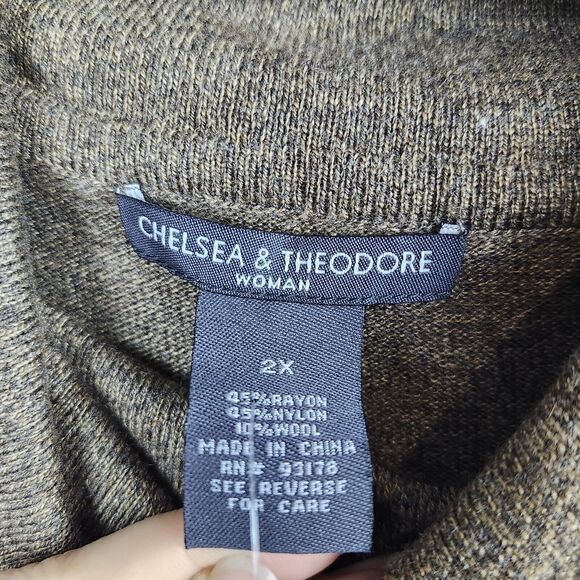 CHELSEA & THEODORE
WOMAN
2X
45% RAYON
45% NYLON
10% WOOL
MADE IN CHINA
RN# 93178
SEE REVERSE
FOR CARE